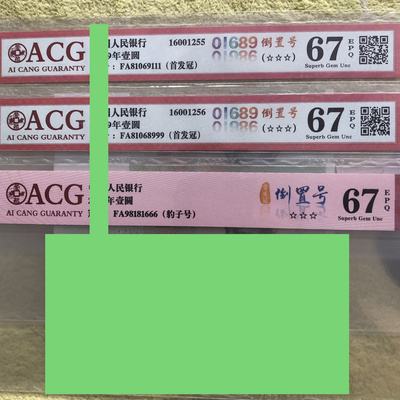 ACG
AI CANG GUARANTY
人民银行 16001255
9年壹圆
: FA81069111 (首发冠)
01689 倒置号
01986 (☆☆☆)
67 EPQ
Superb Gem Unc
ACG
AI CANG GUARANTY
人民银行 16001256
9年壹圆
: FA81068999 (首发冠)
01689 倒置号
01986 (☆☆☆)
67 EPQ
Superb Gem Unc
ACG
AI CANG GUARANTY
人民银行
年壹圆
FA98181666 (豹子号)
倒置号
☆☆☆
67 EPQ
Superb Gem Unc